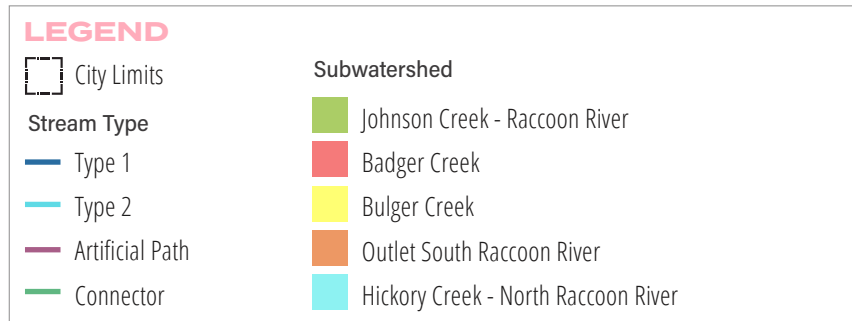 LEGEND
City Limits
Stream Type
Type 1
Type 2
Artificial Path
Connector
Subwatershed
Johnson Creek - Raccoon River
Badger Creek
Bulger Creek
Outlet South Raccoon River
Hickory Creek - North Raccoon River